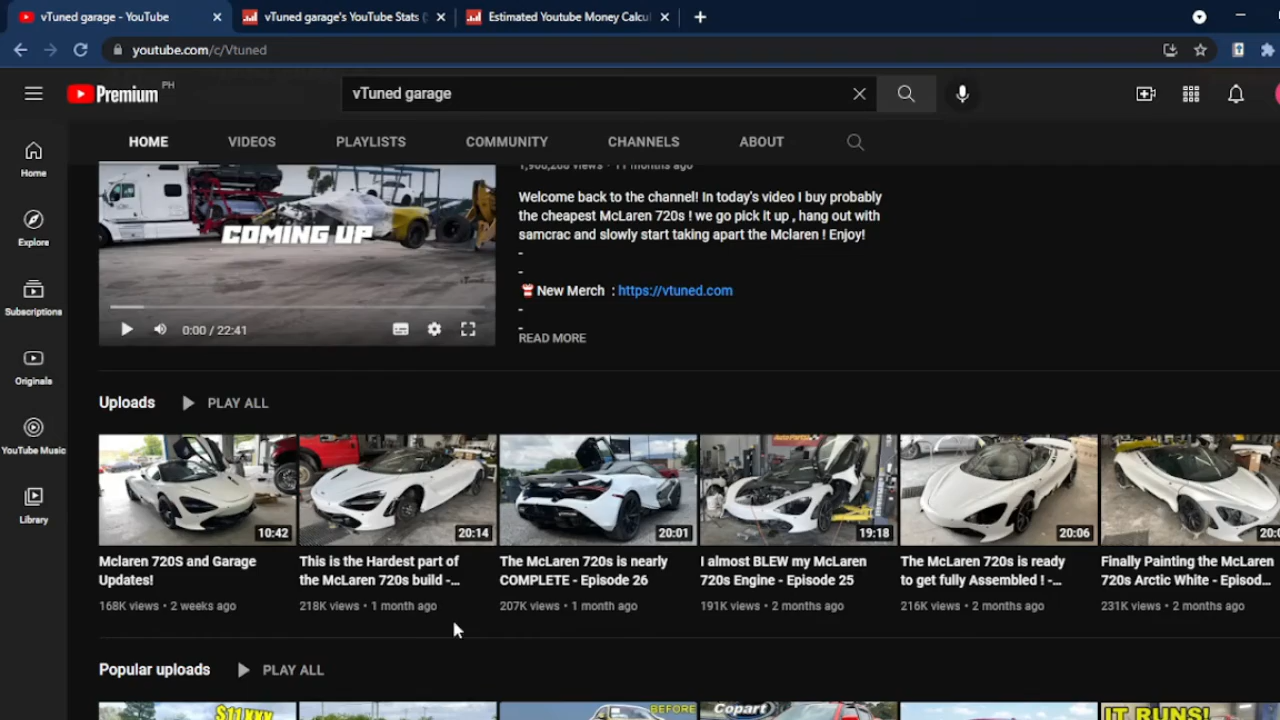 vTuned garage - YouTube
vTuned garage's YouTube Stats (
Estimated Youtube Money Calcu
youtube.com/c/Vtuned
Premium PH
vTuned garage
HOME
VIDEOS
PLAYLISTS
COMMUNITY
CHANNELS
ABOUT
Home
Explore
Subscriptions
Originals
YouTube Music
Library
COMING UP
0:00 / 22:41
11 months ago
Welcome back to the channel! In today's video I buy probably
the cheapest McLaren 720s ! we go pick it up , hang out with
samcrac and slowly start taking apart the Mclaren ! Enjoy!
-
-
New Merch : https://vtuned.com
-
-
READ MORE
Uploads
PLAY ALL
10:42
20:14
20:01
19:18
20:06
Mclaren 720S and Garage
Updates!
168K views • 2 weeks ago
This is the Hardest part of
the McLaren 720s build -...
218K views • 1 month ago
The McLaren 720s is nearly
COMPLETE - Episode 26
207K views • 1 month ago
I almost BLEW my McLaren
720s Engine - Episode 25
191K views • 2 months ago
The McLaren 720s is ready
to get fully Assembled ! -...
216K views • 2 months ago
Finally Painting the McLaren
720s Arctic White - Episod...
231K views • 2 months ago
Popular uploads
PLAY ALL
$11XXX
BEFORE
Copart
IT RUNS!